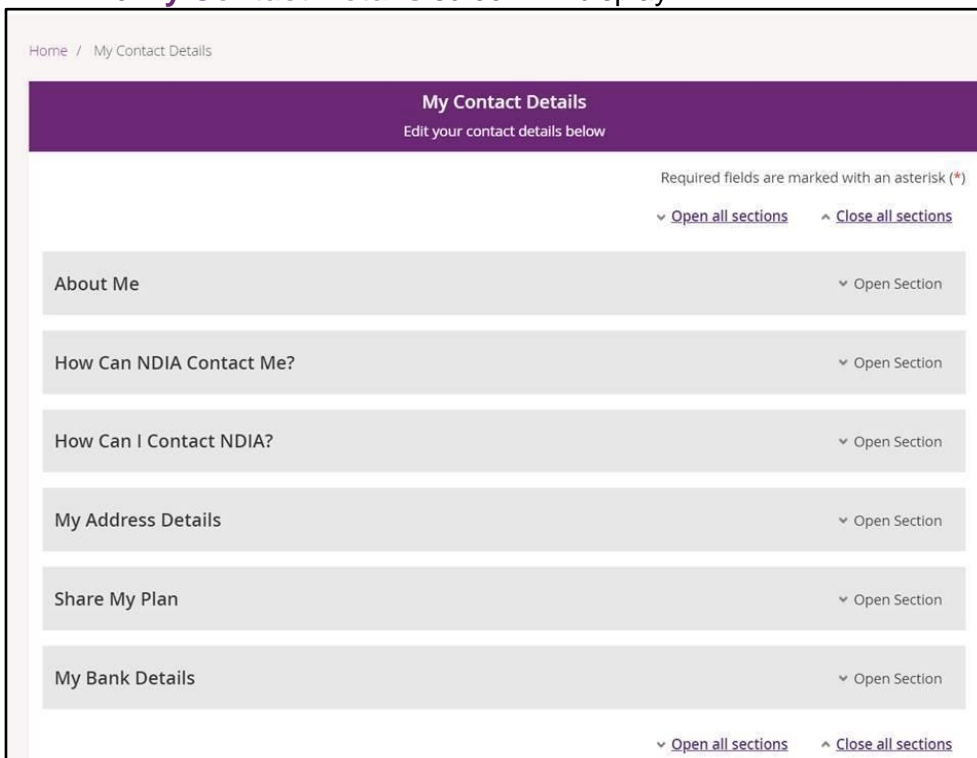 My Contact Details
Home / My Contact Details
My Contact Details
Edit your contact details below
Required fields are marked with an asterisk (*)
Open all sections Close all sections
About Me Open Section
How Can NDIA Contact Me? Open Section
How Can I Contact NDIA? Open Section
My Address Details Open Section
Share My Plan Open Section
My Bank Details Open Section
Open all sections Close all sections